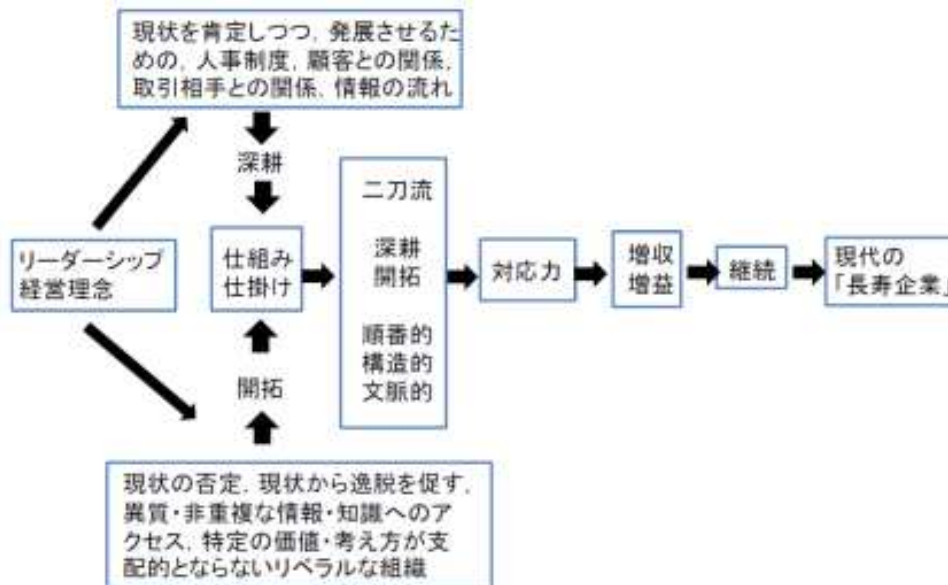 現状を肯定しつつ，発展させるた
めの，人事制度，顧客との関係，
取引相手との関係，情報の流れ
深耕
リーダーシップ
経営理念
仕組み
仕掛け
二刀流
深耕
開拓
順番的
構造的
文脈的
対応力
増収
増益
継続
現代の
「長寿企業」
開拓
現状の否定，現状から逸脱を促す，
異質・非重複な情報・知識へのア
クセス，特定の価値・考え方が支
配的とならないリベラルな組織